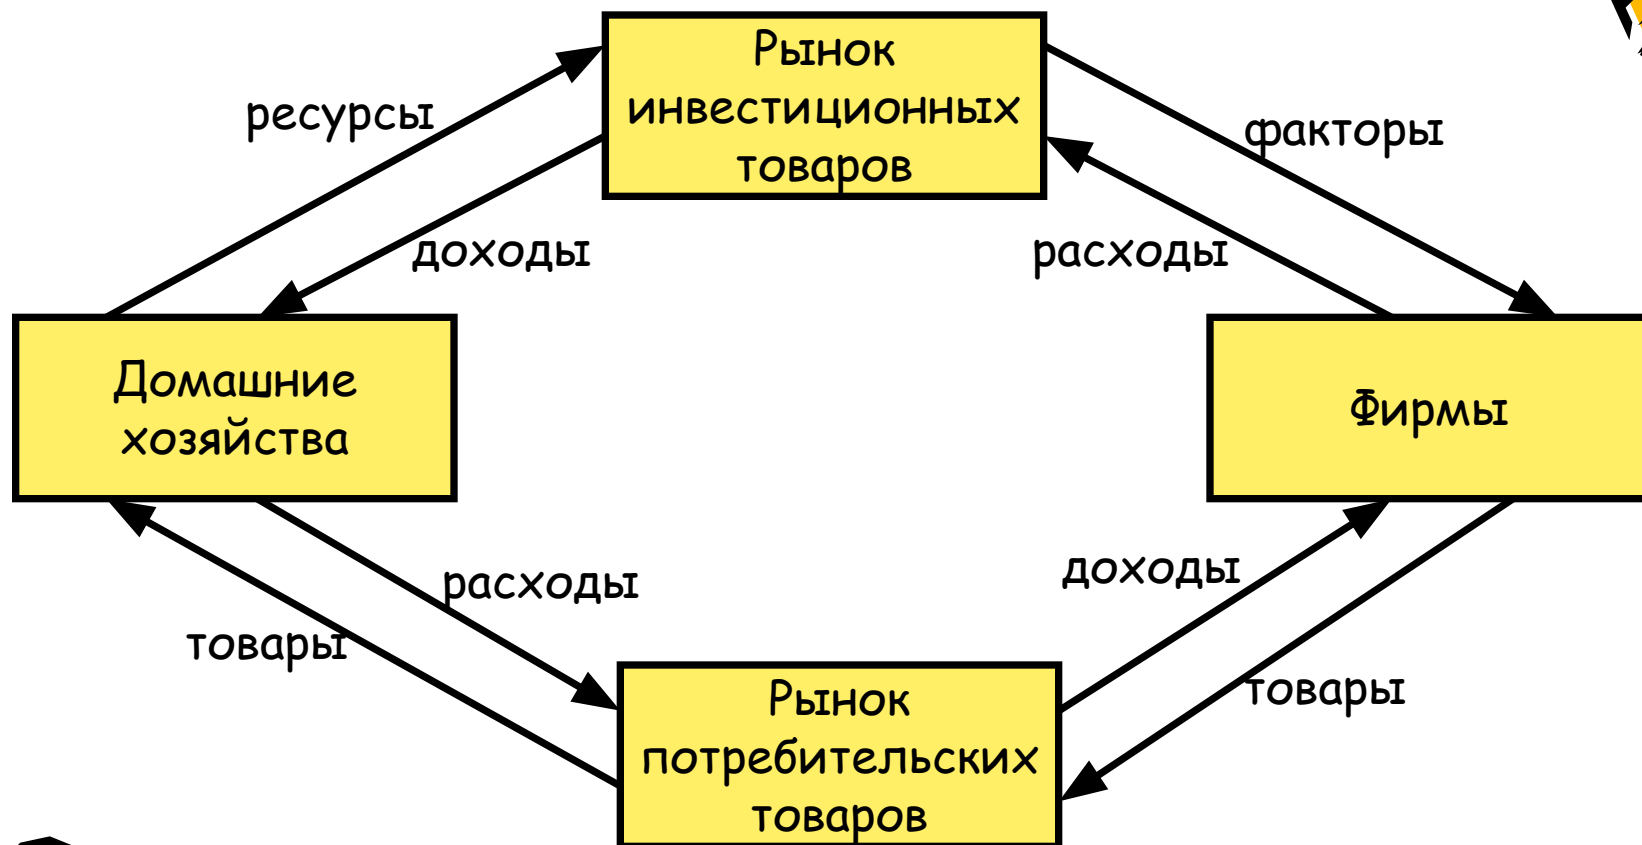 Рынок
инвестиционных
товаров
ресурсы
факторы
доходы
расходы
Домашние
хозяйства
Фирмы
расходы
доходы
товары
товары
Рынок
потребительских
товаров